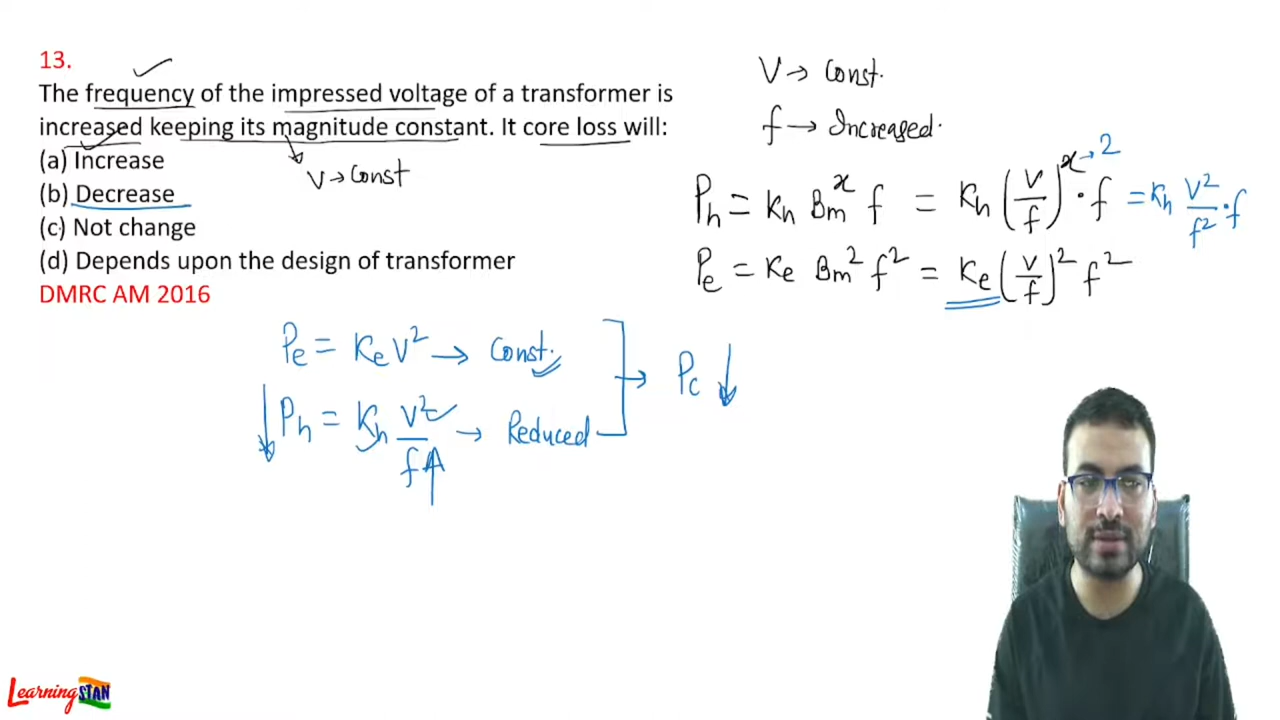 13.
The frequency of the impressed voltage of a transformer is
increased keeping its magnitude constant. It core loss will:
(a) Increase
(b) Decrease
(c) Not change
(d) Depends upon the design of transformer
DMRC AM 2016
V → Const
V → Const.
f → Increased.
Ph = Kh Bm^x f = Kh (V/f)^x · f = Kh V²/f² · f
x → 2
Pe = Ke Bm² f² = Ke (V/f)² f²
Pe = Ke V² → Const.
↓ Ph = Kh V²/f↑ → Reduced
→ Pc ↓
LearningSTAN